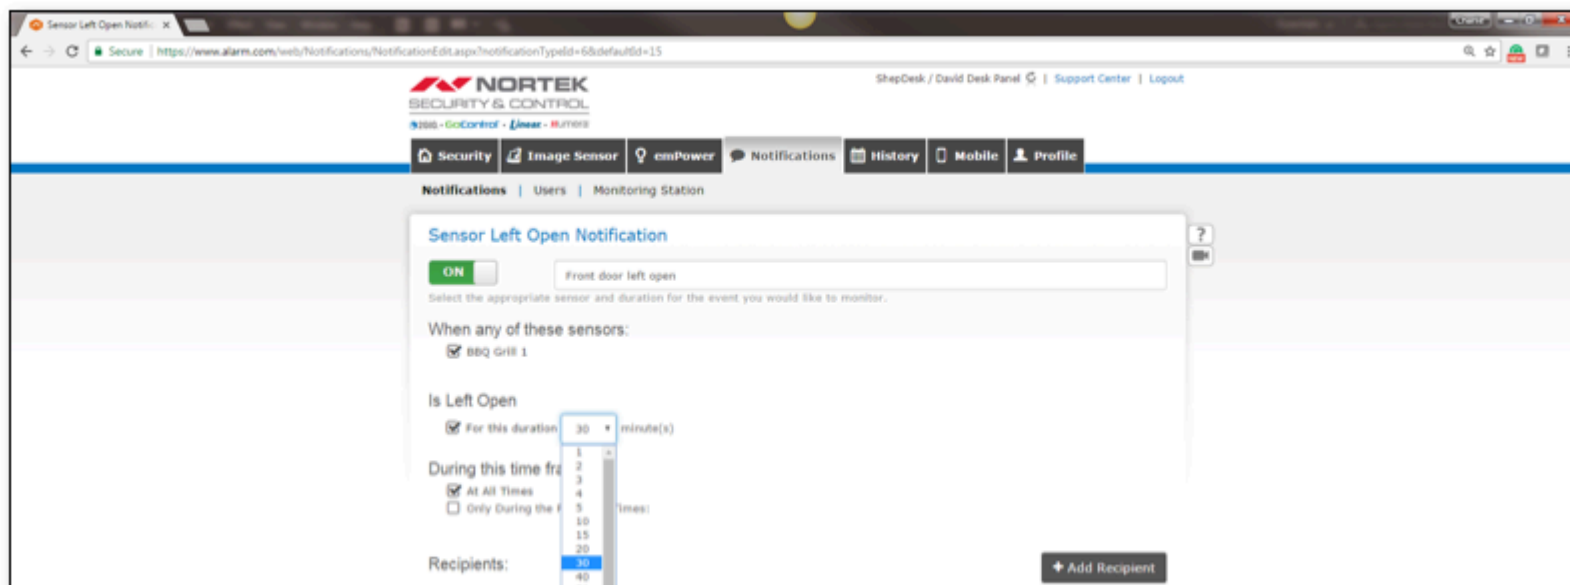 Sensor Left Open Notific
Secure | https://www.alarm.com/web/Notifications/NotificationEdit.aspx?notificationTypeId=6&defaultId=15
NORTEK
SECURITY & CONTROL
2GIG - GoControl - Linear - Numera
ShepDesk / David Desk Panel | Support Center | Logout
Security Image Sensor emPower Notifications History Mobile Profile
Notifications | Users | Monitoring Station
Sensor Left Open Notification
?
ON Front door left open
Select the appropriate sensor and duration for the event you would like to monitor.
When any of these sensors:
BBQ Grill 1
Is Left Open
For this duration 30 minute(s)
1
During this time fra 2
3
At All Times 4
Only During the F 5 Times:
10
15
20
Recipients: 30 + Add Recipient
40